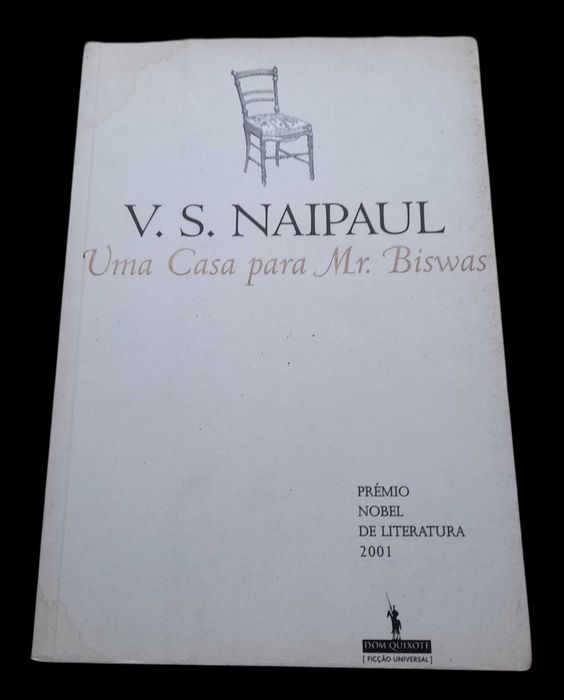 V. S. NAIPAUL
Uma Casa para Mr. Biswas
PRÉMIO
NOBEL
DE LITERATURA
2001
DOM QUIXOTE
[ FICÇÃO UNIVERSAL ]